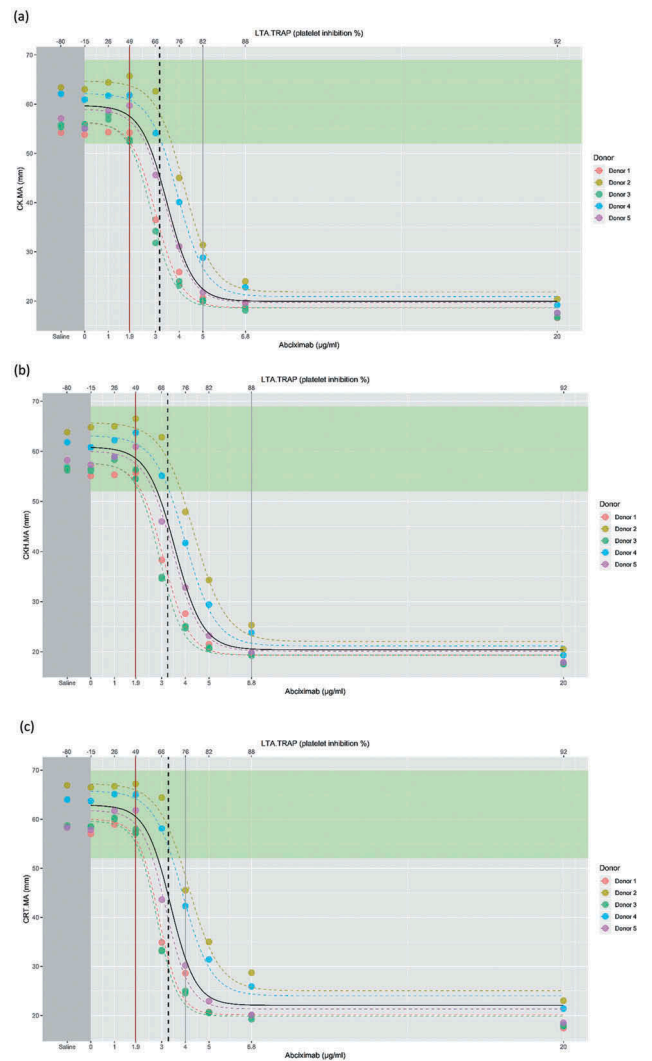 (a)
LTA.TRAP (platelet inhibition %)
-80 -15 26 49 66 76 82 88 92
70
60
50
40
30
20
CK.MA (mm)
Saline 0 1 1.9 3 4 5 6.8 20
Abciximab (µg/ml)
Donor
Donor 1
Donor 2
Donor 3
Donor 4
Donor 5
(b)
LTA.TRAP (platelet inhibition %)
-80 -15 26 49 66 76 82 88 92
70
60
50
40
30
20
CKH.MA (mm)
Saline 0 1 1.9 3 4 5 6.8 20
Abciximab (µg/ml)
Donor
Donor 1
Donor 2
Donor 3
Donor 4
Donor 5
(c)
LTA.TRAP (platelet inhibition %)
-80 -15 26 49 66 76 82 88 92
70
60
50
40
30
20
CRT.MA (mm)
Saline 0 1 1.9 3 4 5 6.8 20
Abciximab (µg/ml)
Donor
Donor 1
Donor 2
Donor 3
Donor 4
Donor 5